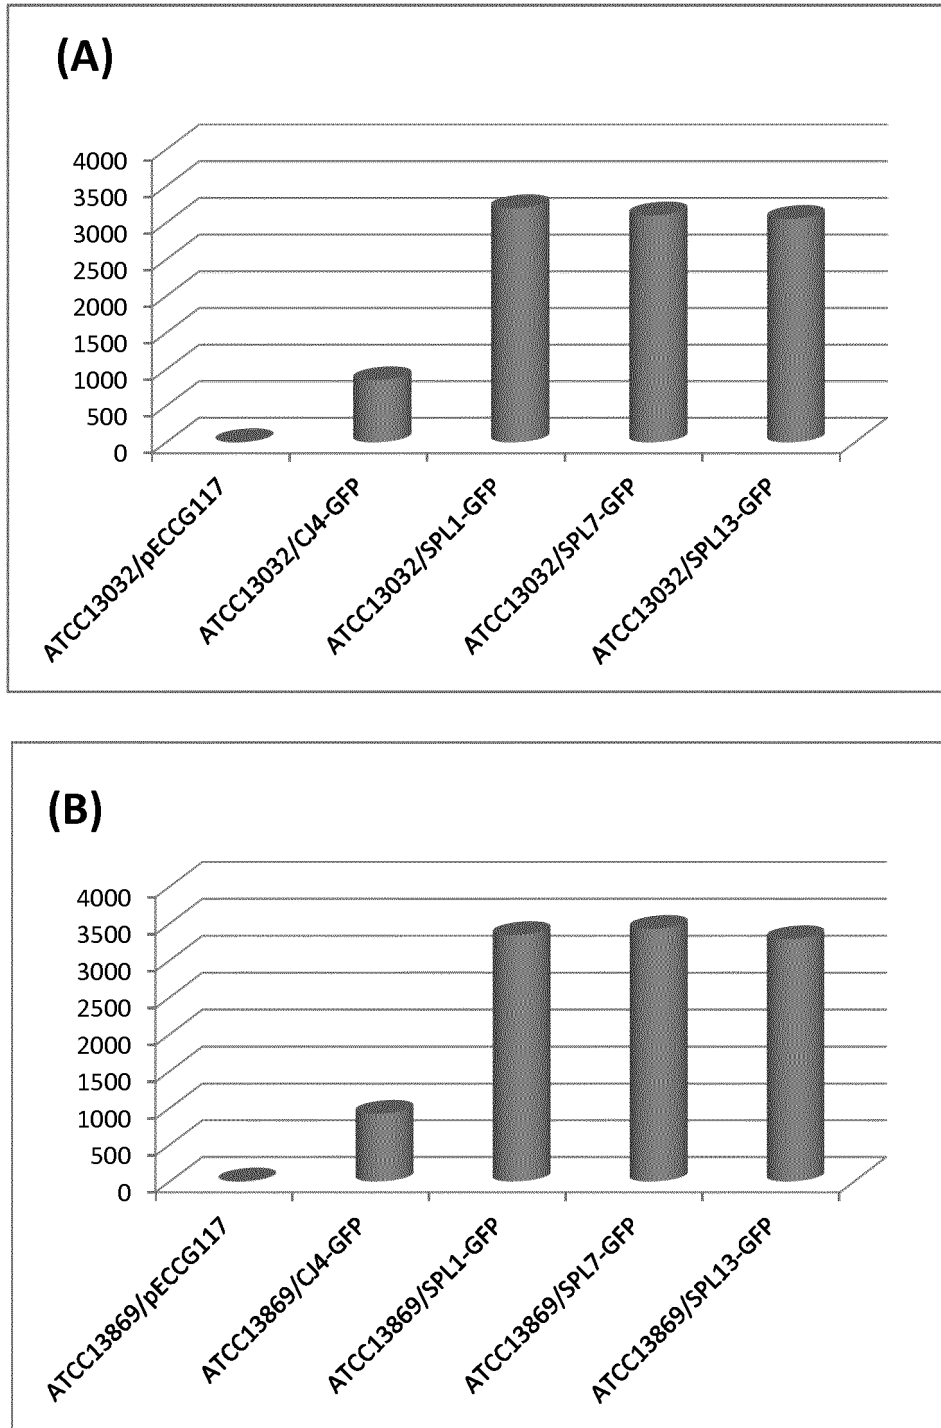 (A)
4000
3500
3000
2500
2000
1500
1000
500
0
ATCC13032/pECCG117
ATCC13032/CJ4-GFP
ATCC13032/SPL1-GFP
ATCC13032/SPL7-GFP
ATCC13032/SPL13-GFP
(B)
4000
3500
3000
2500
2000
1500
1000
500
0
ATCC13869/pECCG117
ATCC13869/CJ4-GFP
ATCC13869/SPL1-GFP
ATCC13869/SPL7-GFP
ATCC13869/SPL13-GFP